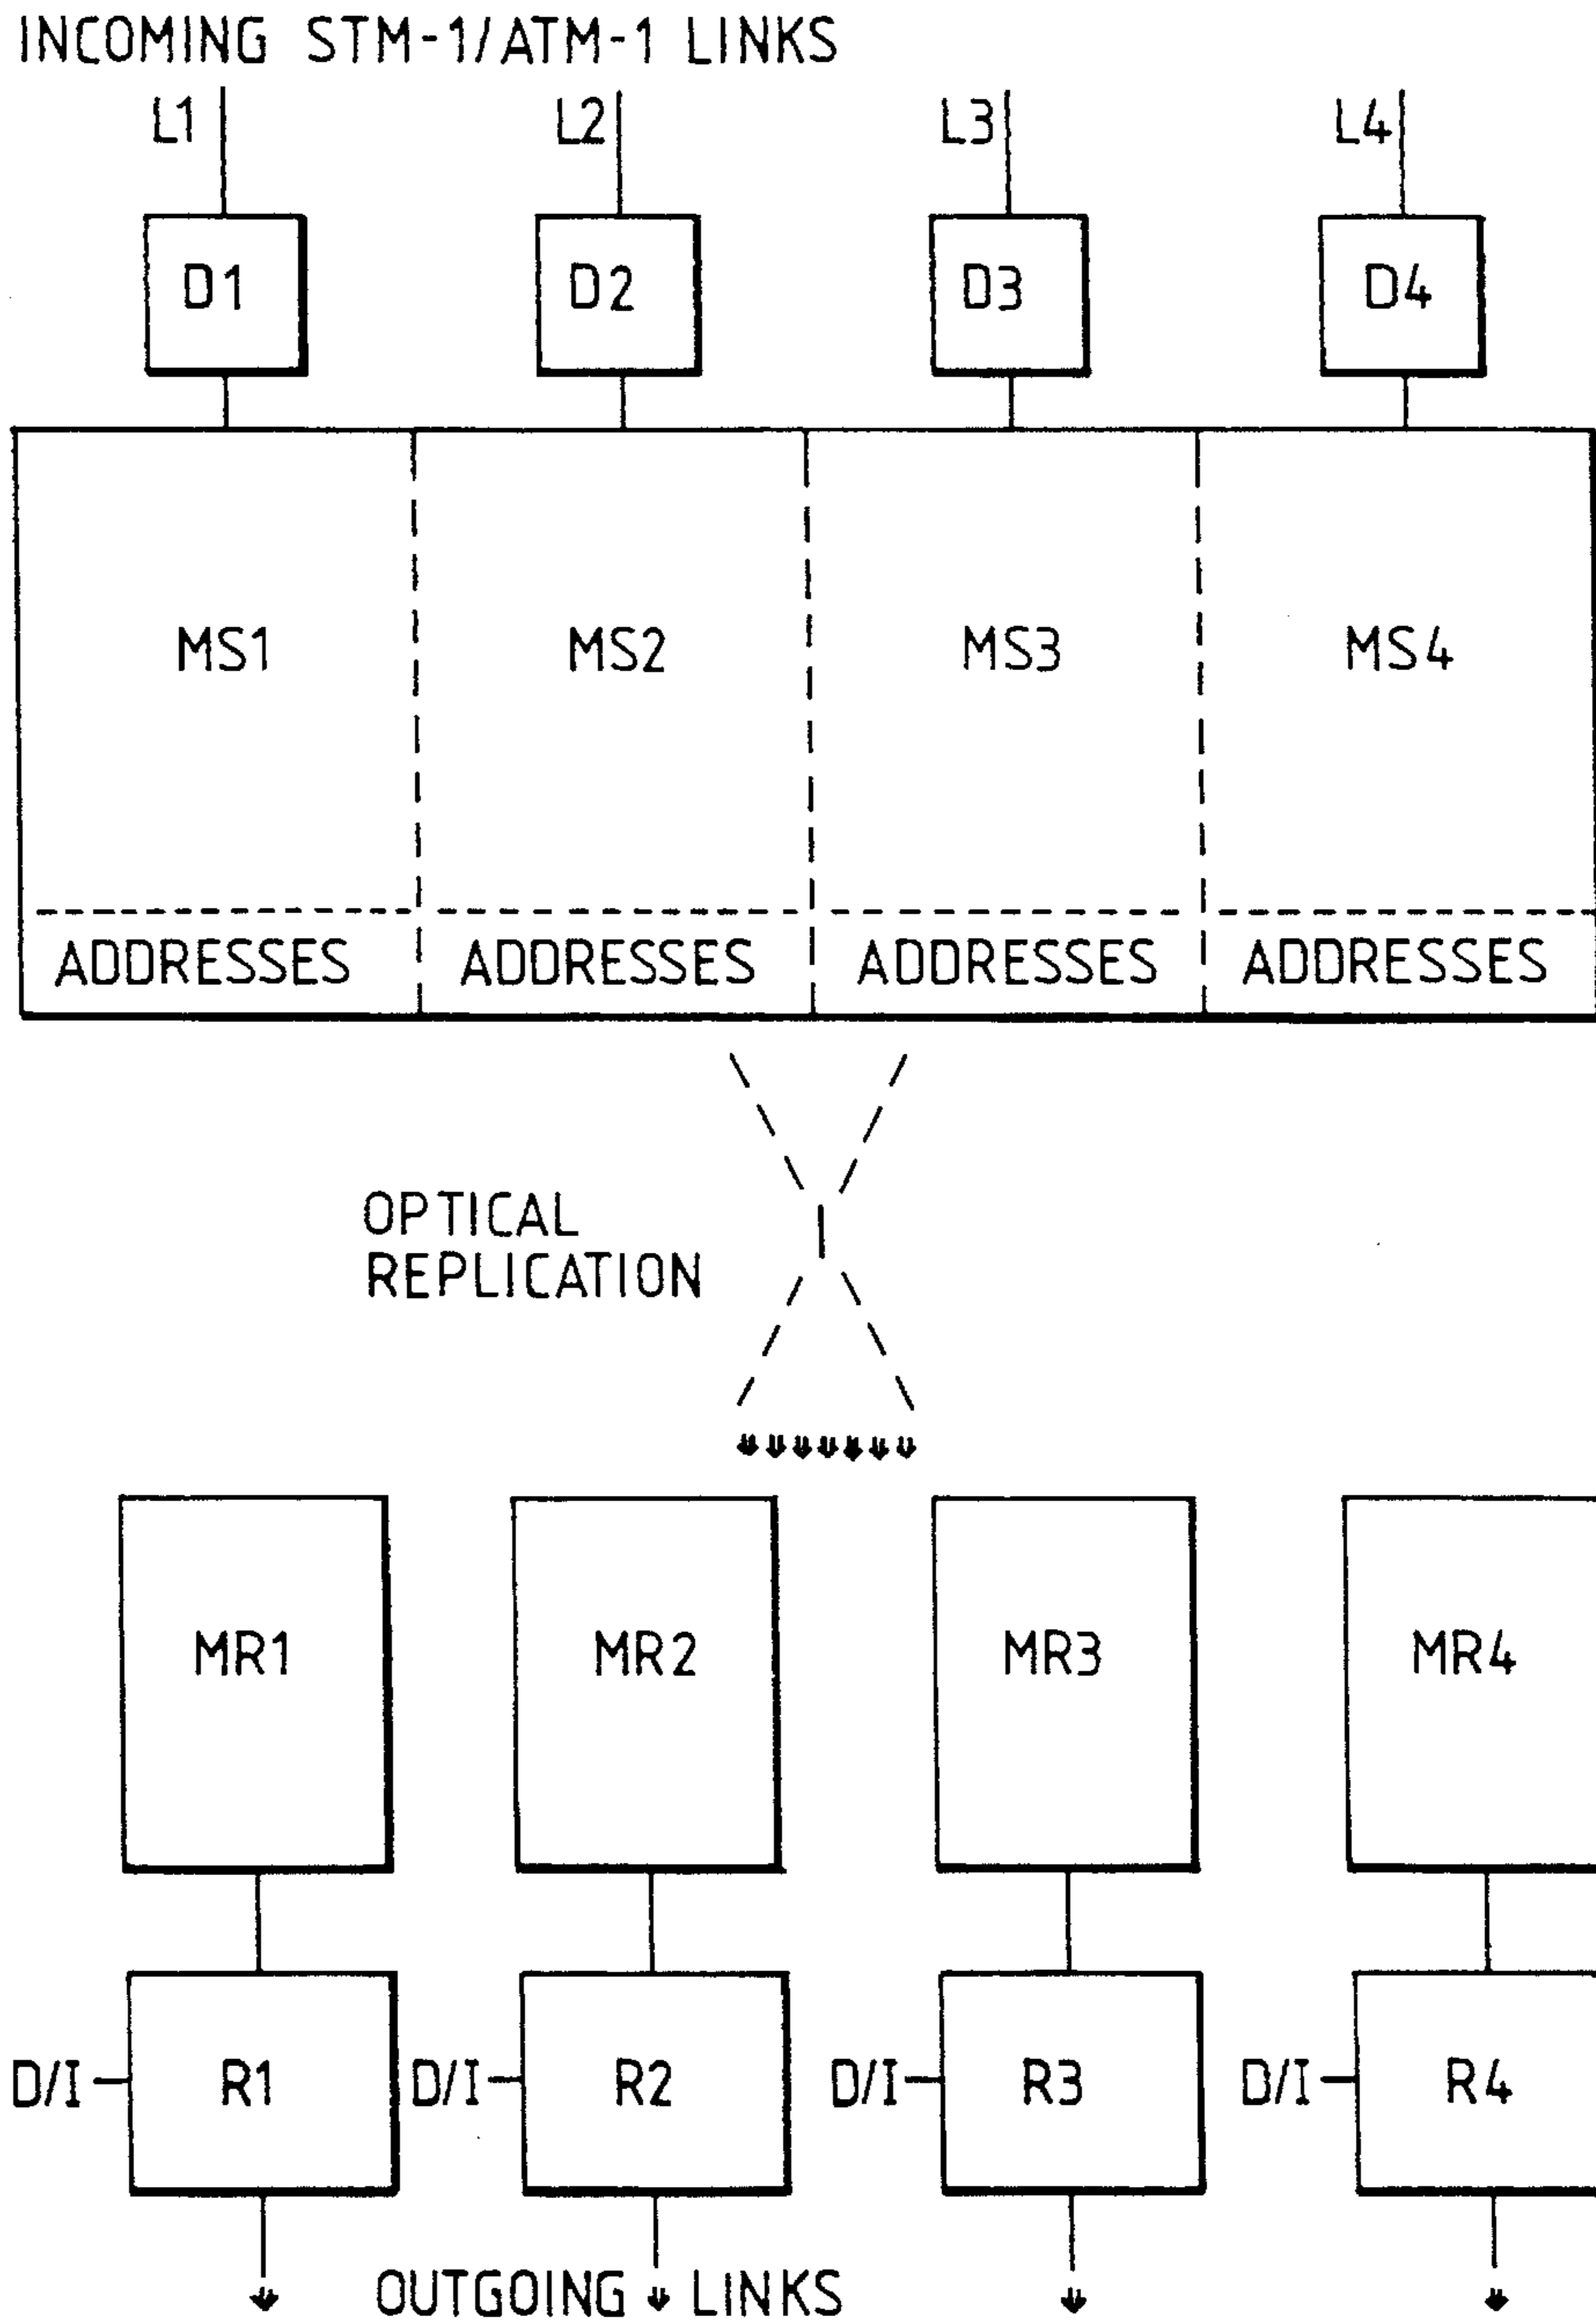 INCOMING STM-1/ATM-1 LINKS
L1 L2 L3 L4
D1 D2 D3 D4
MS1 MS2 MS3 MS4
ADDRESSES ADDRESSES ADDRESSES ADDRESSES
OPTICAL
REPLICATION
MR1 MR2 MR3 MR4
D/I R1 D/I R2 D/I R3 D/I R4
OUTGOING LINKS